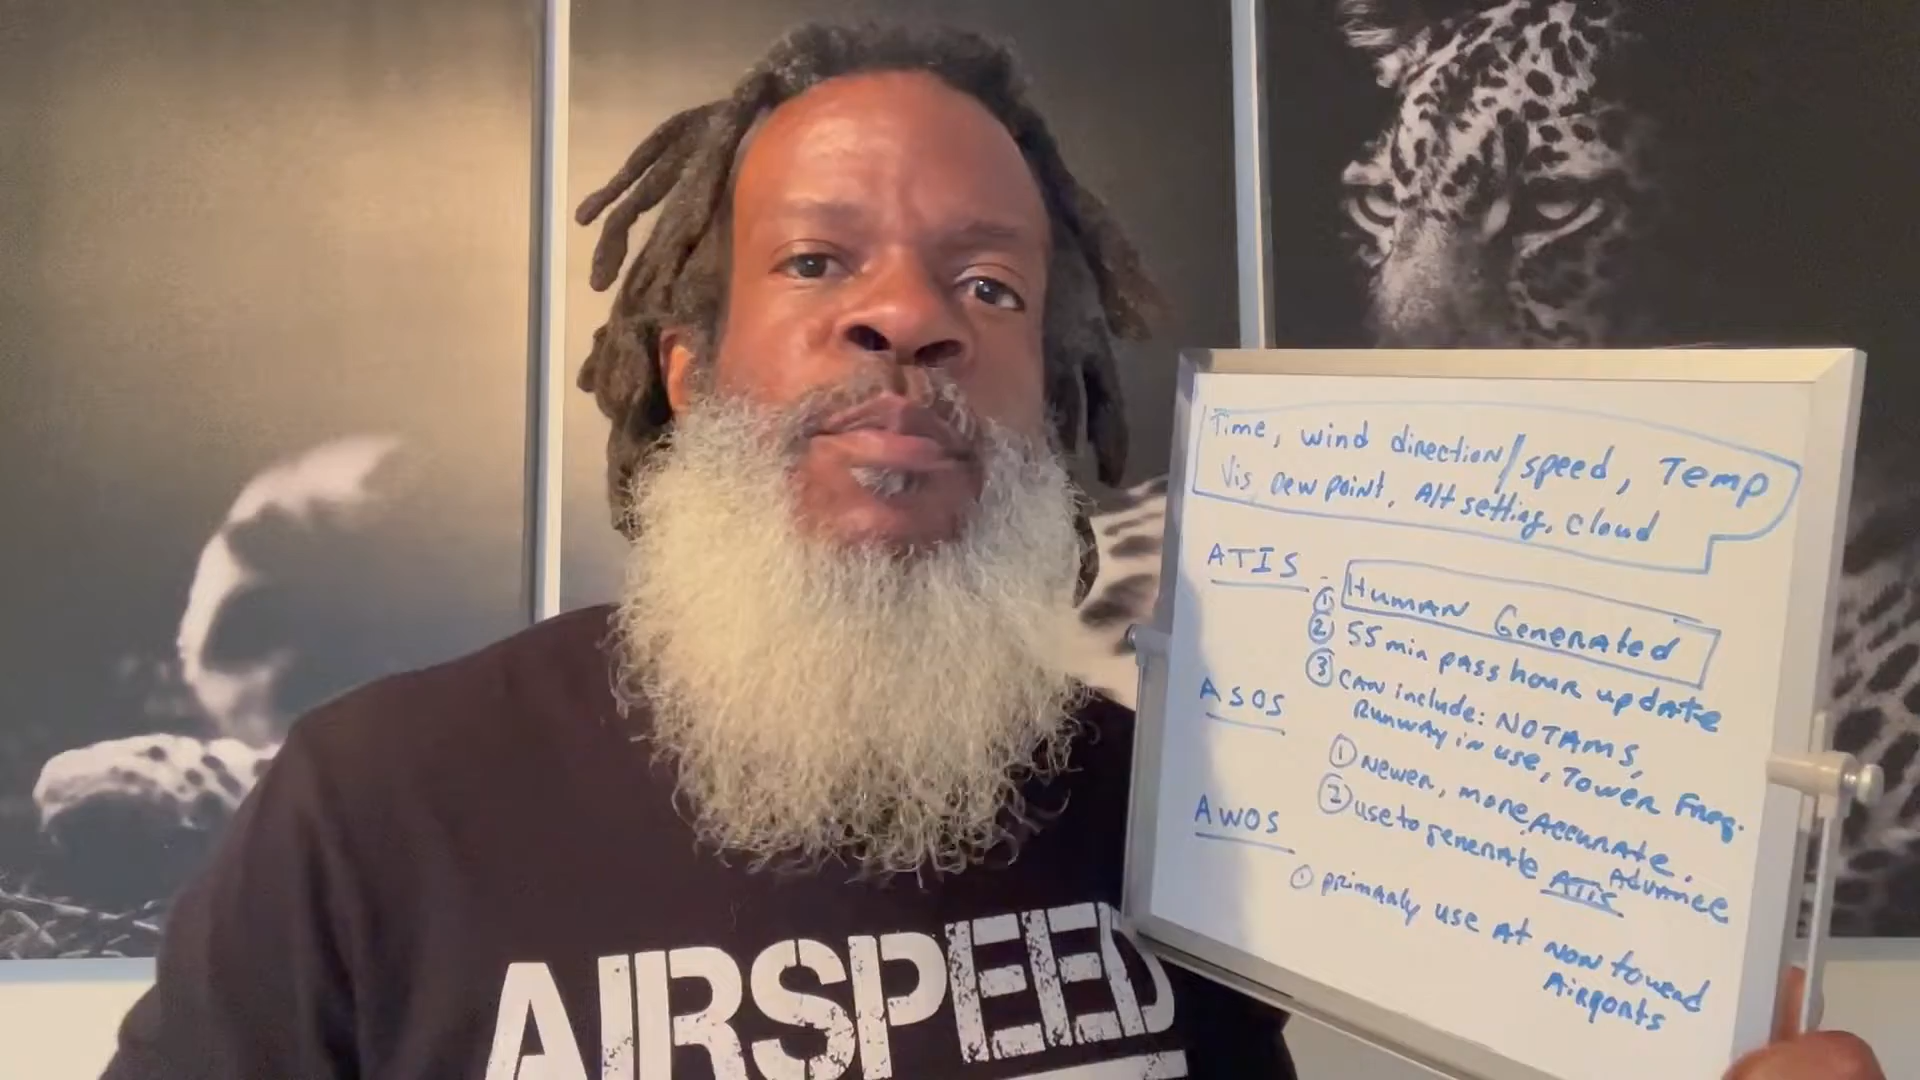 Time, wind direction/speed, Temp
Vis, Dew point, Alt setting, cloud
ATIS - ① Human Generated
② 55 min pass hour update
③ CAN include: NOTAMS,
Runway in use, Tower Freq.
ASOS
① Newer, more Accurate.
Advance
② use to generate ATIS
AWOS
① primarily use At Non towerd
Airports
AIRSPEED